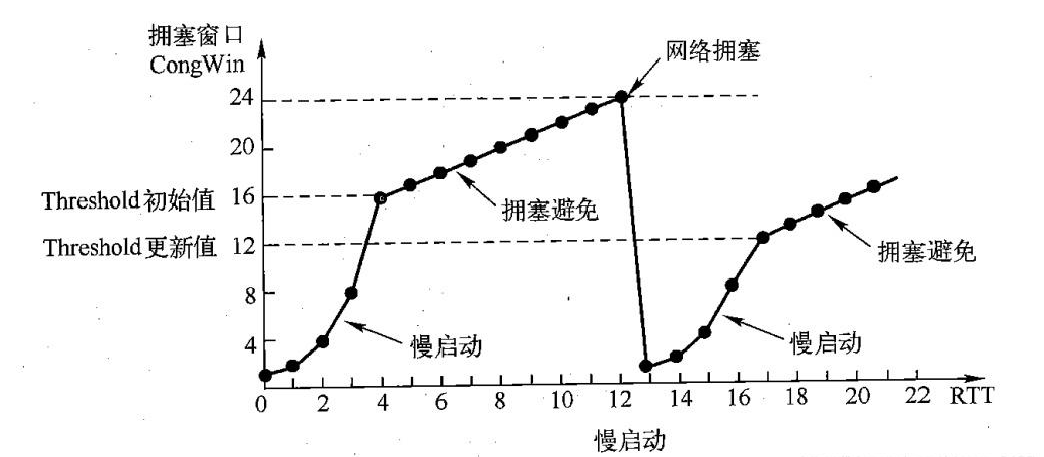 拥塞窗口
CongWin
网络拥塞
24
20
Threshold初始值 16
拥塞避免
Threshold更新值 12
拥塞避免
8
4
慢启动
慢启动
0 2 4 6 8 10 12 14 16 18 20 22 RTT
慢启动